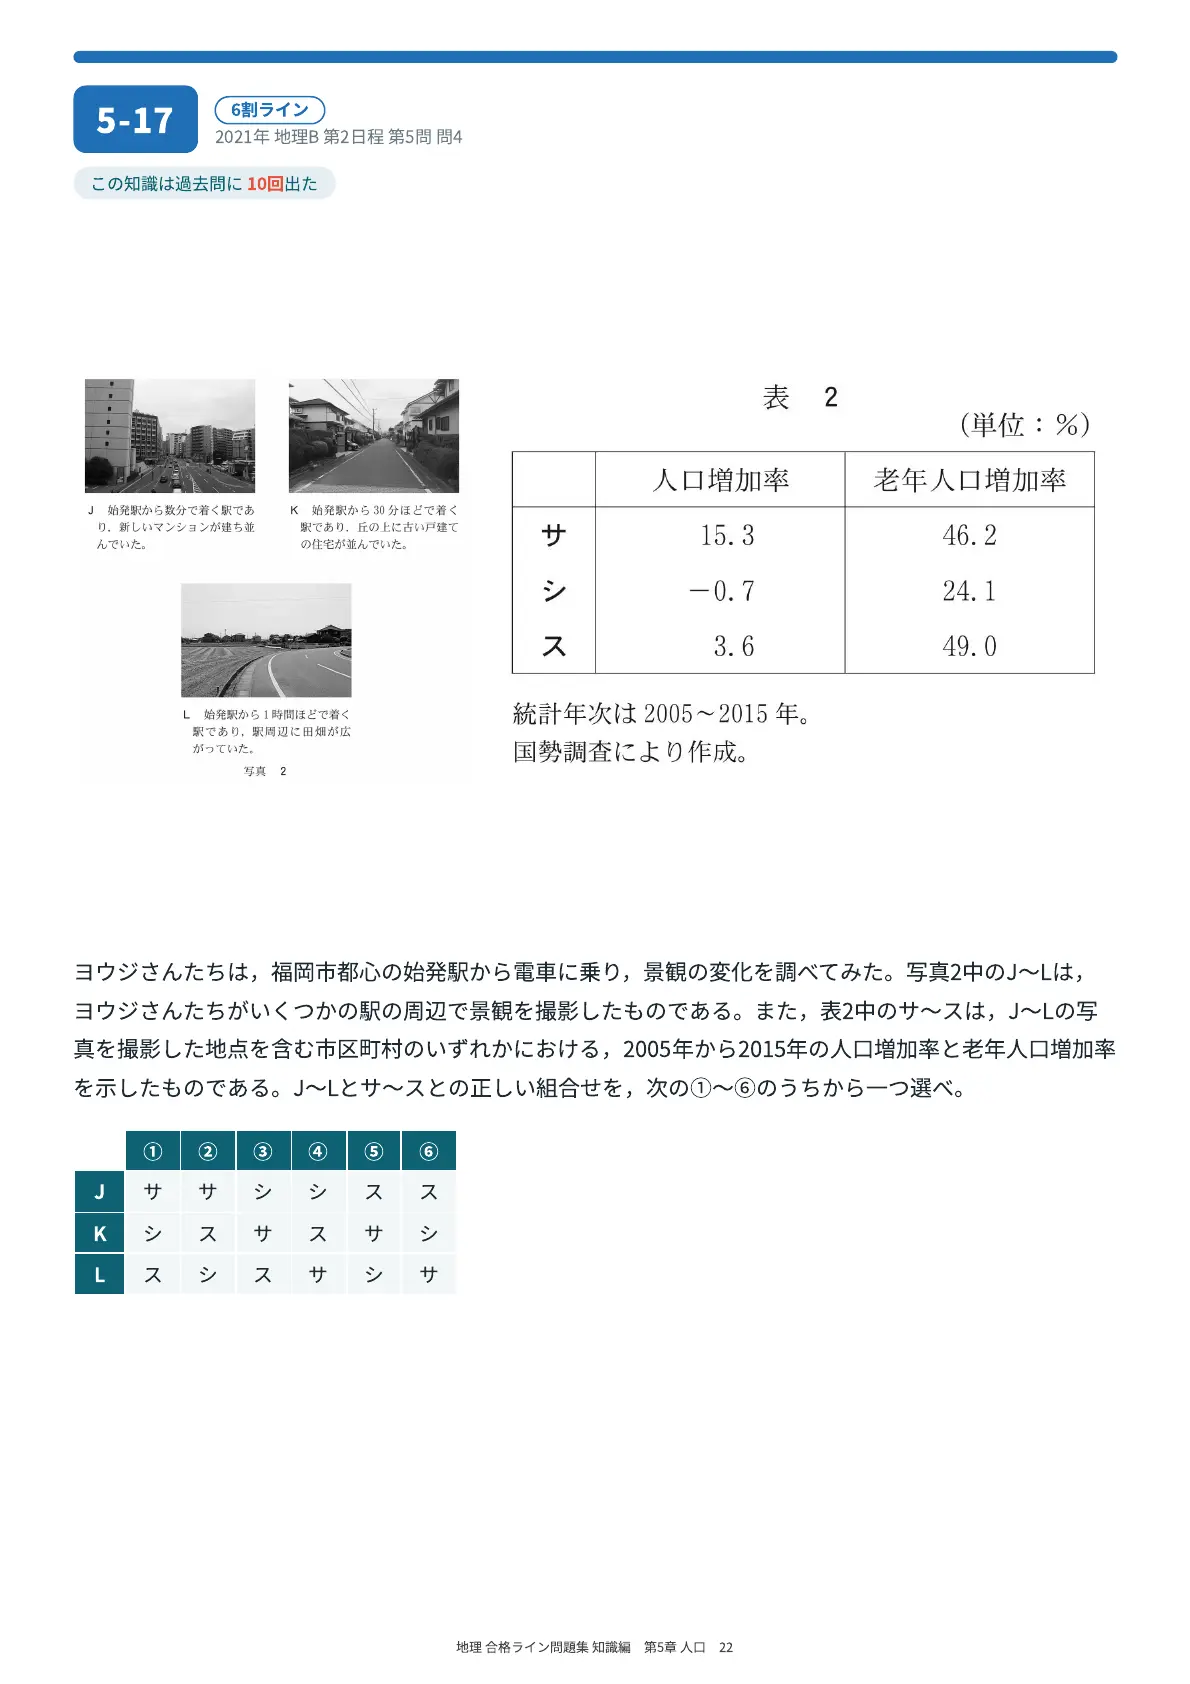 5-17
6割ライン
2021年 地理B 第2日程 第5問 問4
この知識は過去問に 10回出た
J 始発駅から数分で着く駅であ
り，新しいマンションが建ち並
んでいた。
K 始発駅から30分ほどで着く
駅であり，丘の上に古い戸建て
の住宅が並んでいた。
L 始発駅から1時間ほどで着く
駅であり，駅周辺に田畑が広
がっていた。
写真 2
表 2
（単位：％）
人口増加率 老年人口増加率
サ 15.3 46.2
シ －0.7 24.1
ス 3.6 49.0
統計年次は 2005～2015 年。
国勢調査により作成。
ヨウジさんたちは，福岡市都心の始発駅から電車に乗り，景観の変化を調べてみた。写真2中のJ～Lは，
ヨウジさんたちがいくつかの駅の周辺で景観を撮影したものである。また，表2中のサ～スは，J～Lの写
真を撮影した地点を含む市区町村のいずれかにおける，2005年から2015年の人口増加率と老年人口増加率
を示したものである。J～Lとサ～スとの正しい組合せを，次の①～⑥のうちから一つ選べ。
① ② ③ ④ ⑤ ⑥
J サ サ シ シ ス ス
K シ ス サ ス サ シ
L ス シ ス サ シ サ
地理 合格ライン問題集 知識編 第5章 人口 22